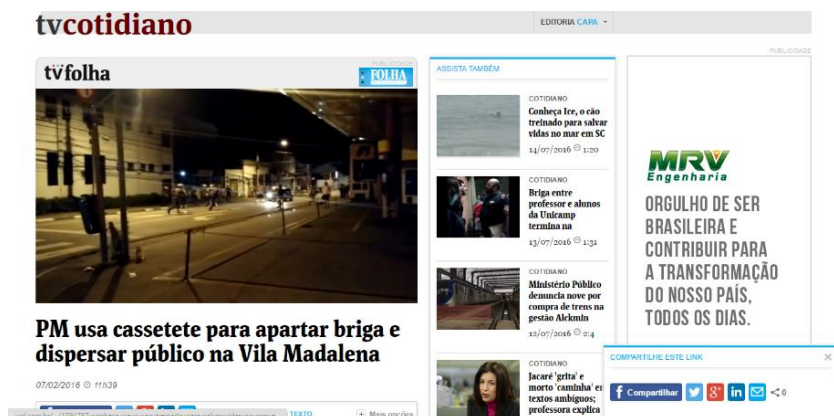 tvcotidiano
EDITORIA CAPA
PUBLICIDADE
tvfolha
PUBLICIDADE
FOLHA
PM usa cassetete para apartar briga e
dispersar público na Vila Madalena
07/02/2016 11h39
TEXTO
+ Mais opções
ASSISTA TAMBÉM
COTIDIANO
Conheça Ice, o cão
treinado para salvar
vidas no mar em SC
14/07/2016 1:20
COTIDIANO
Briga entre
professor e alunos
da Unicamp
termina na
13/07/2016 1:31
COTIDIANO
Ministério Público
denuncia nove por
compra de trens na
gestão Alckmin
12/07/2016 2:4
COTIDIANO
Jacaré 'grita' e
morto 'caminha' em
textos ambíguos;
professora explica
MRV
Engenharia
ORGULHO DE SER
BRASILEIRA E
CONTRIBUIR PARA
A TRANSFORMAÇÃO
DO NOSSO PAÍS,
TODOS OS DIAS.
COMPARTILHE ESTE LINK
Compartilhar
0